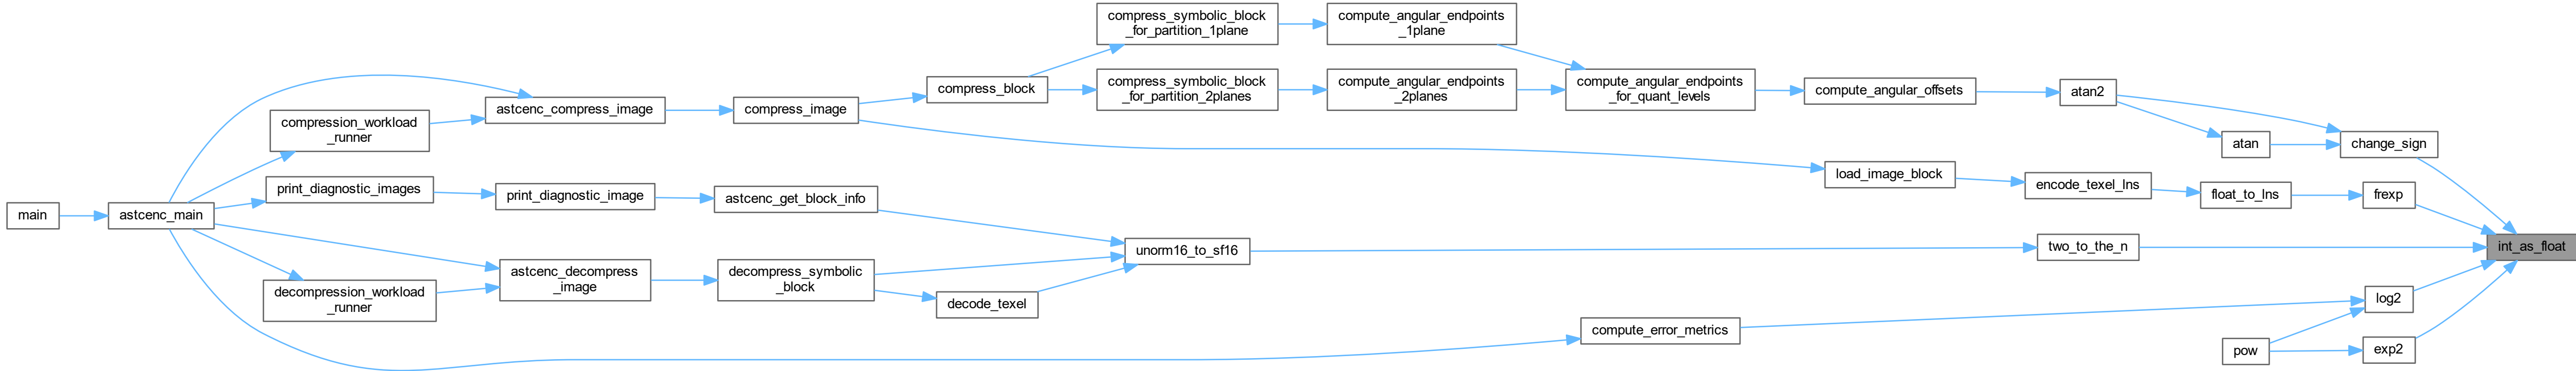 compress_symbolic_block
_for_partition_1plane
compute_angular_endpoints
_1plane
compress_block
compress_symbolic_block
_for_partition_2planes
compute_angular_endpoints
_2planes
compute_angular_endpoints
_for_quant_levels
compute_angular_offsets
atan2
astcenc_compress_image
compress_image
compression_workload
_runner
atan
change_sign
load_image_block
encode_texel_lns
float_to_lns
frexp
print_diagnostic_images
print_diagnostic_image
astcenc_get_block_info
main
astcenc_main
unorm16_to_sf16
two_to_the_n
int_as_float
astcenc_decompress
_image
decompress_symbolic
_block
decompression_workload
_runner
decode_texel
log2
compute_error_metrics
pow
exp2